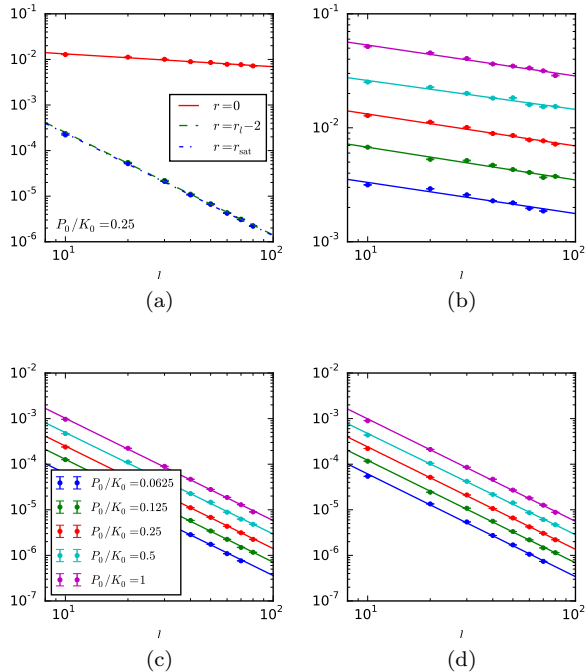 10^{-1}
10^{-2}
10^{-3}
10^{-4}
10^{-5}
10^{-6}
r=0
r=r_l−2
r=r_sat
P_0/K_0=0.25
10^1
10^2
l
(a)
10^{-1}
10^{-2}
10^{-3}
10^1
10^2
l
(b)
10^{-2}
10^{-3}
10^{-4}
10^{-5}
10^{-6}
10^{-7}
P_0/K_0=0.0625
P_0/K_0=0.125
P_0/K_0=0.25
P_0/K_0=0.5
P_0/K_0=1
10^1
10^2
l
(c)
10^{-2}
10^{-3}
10^{-4}
10^{-5}
10^{-6}
10^{-7}
10^1
10^2
l
(d)